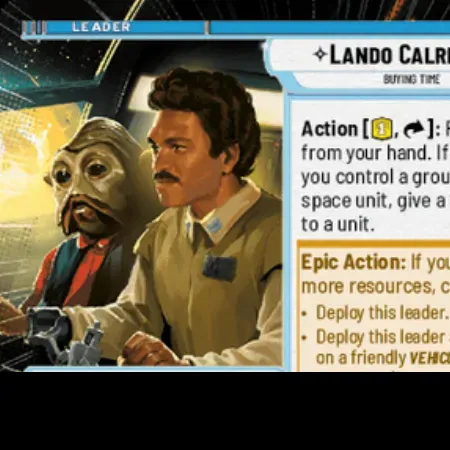 LEADER
LANDO CALR
BUYING TIME
Action [1, ]:
from your hand. If
you control a grou
space unit, give a
to a unit.
Epic Action: If you
more resources, c
• Deploy this leader.
• Deploy this leader
on a friendly VEHIC